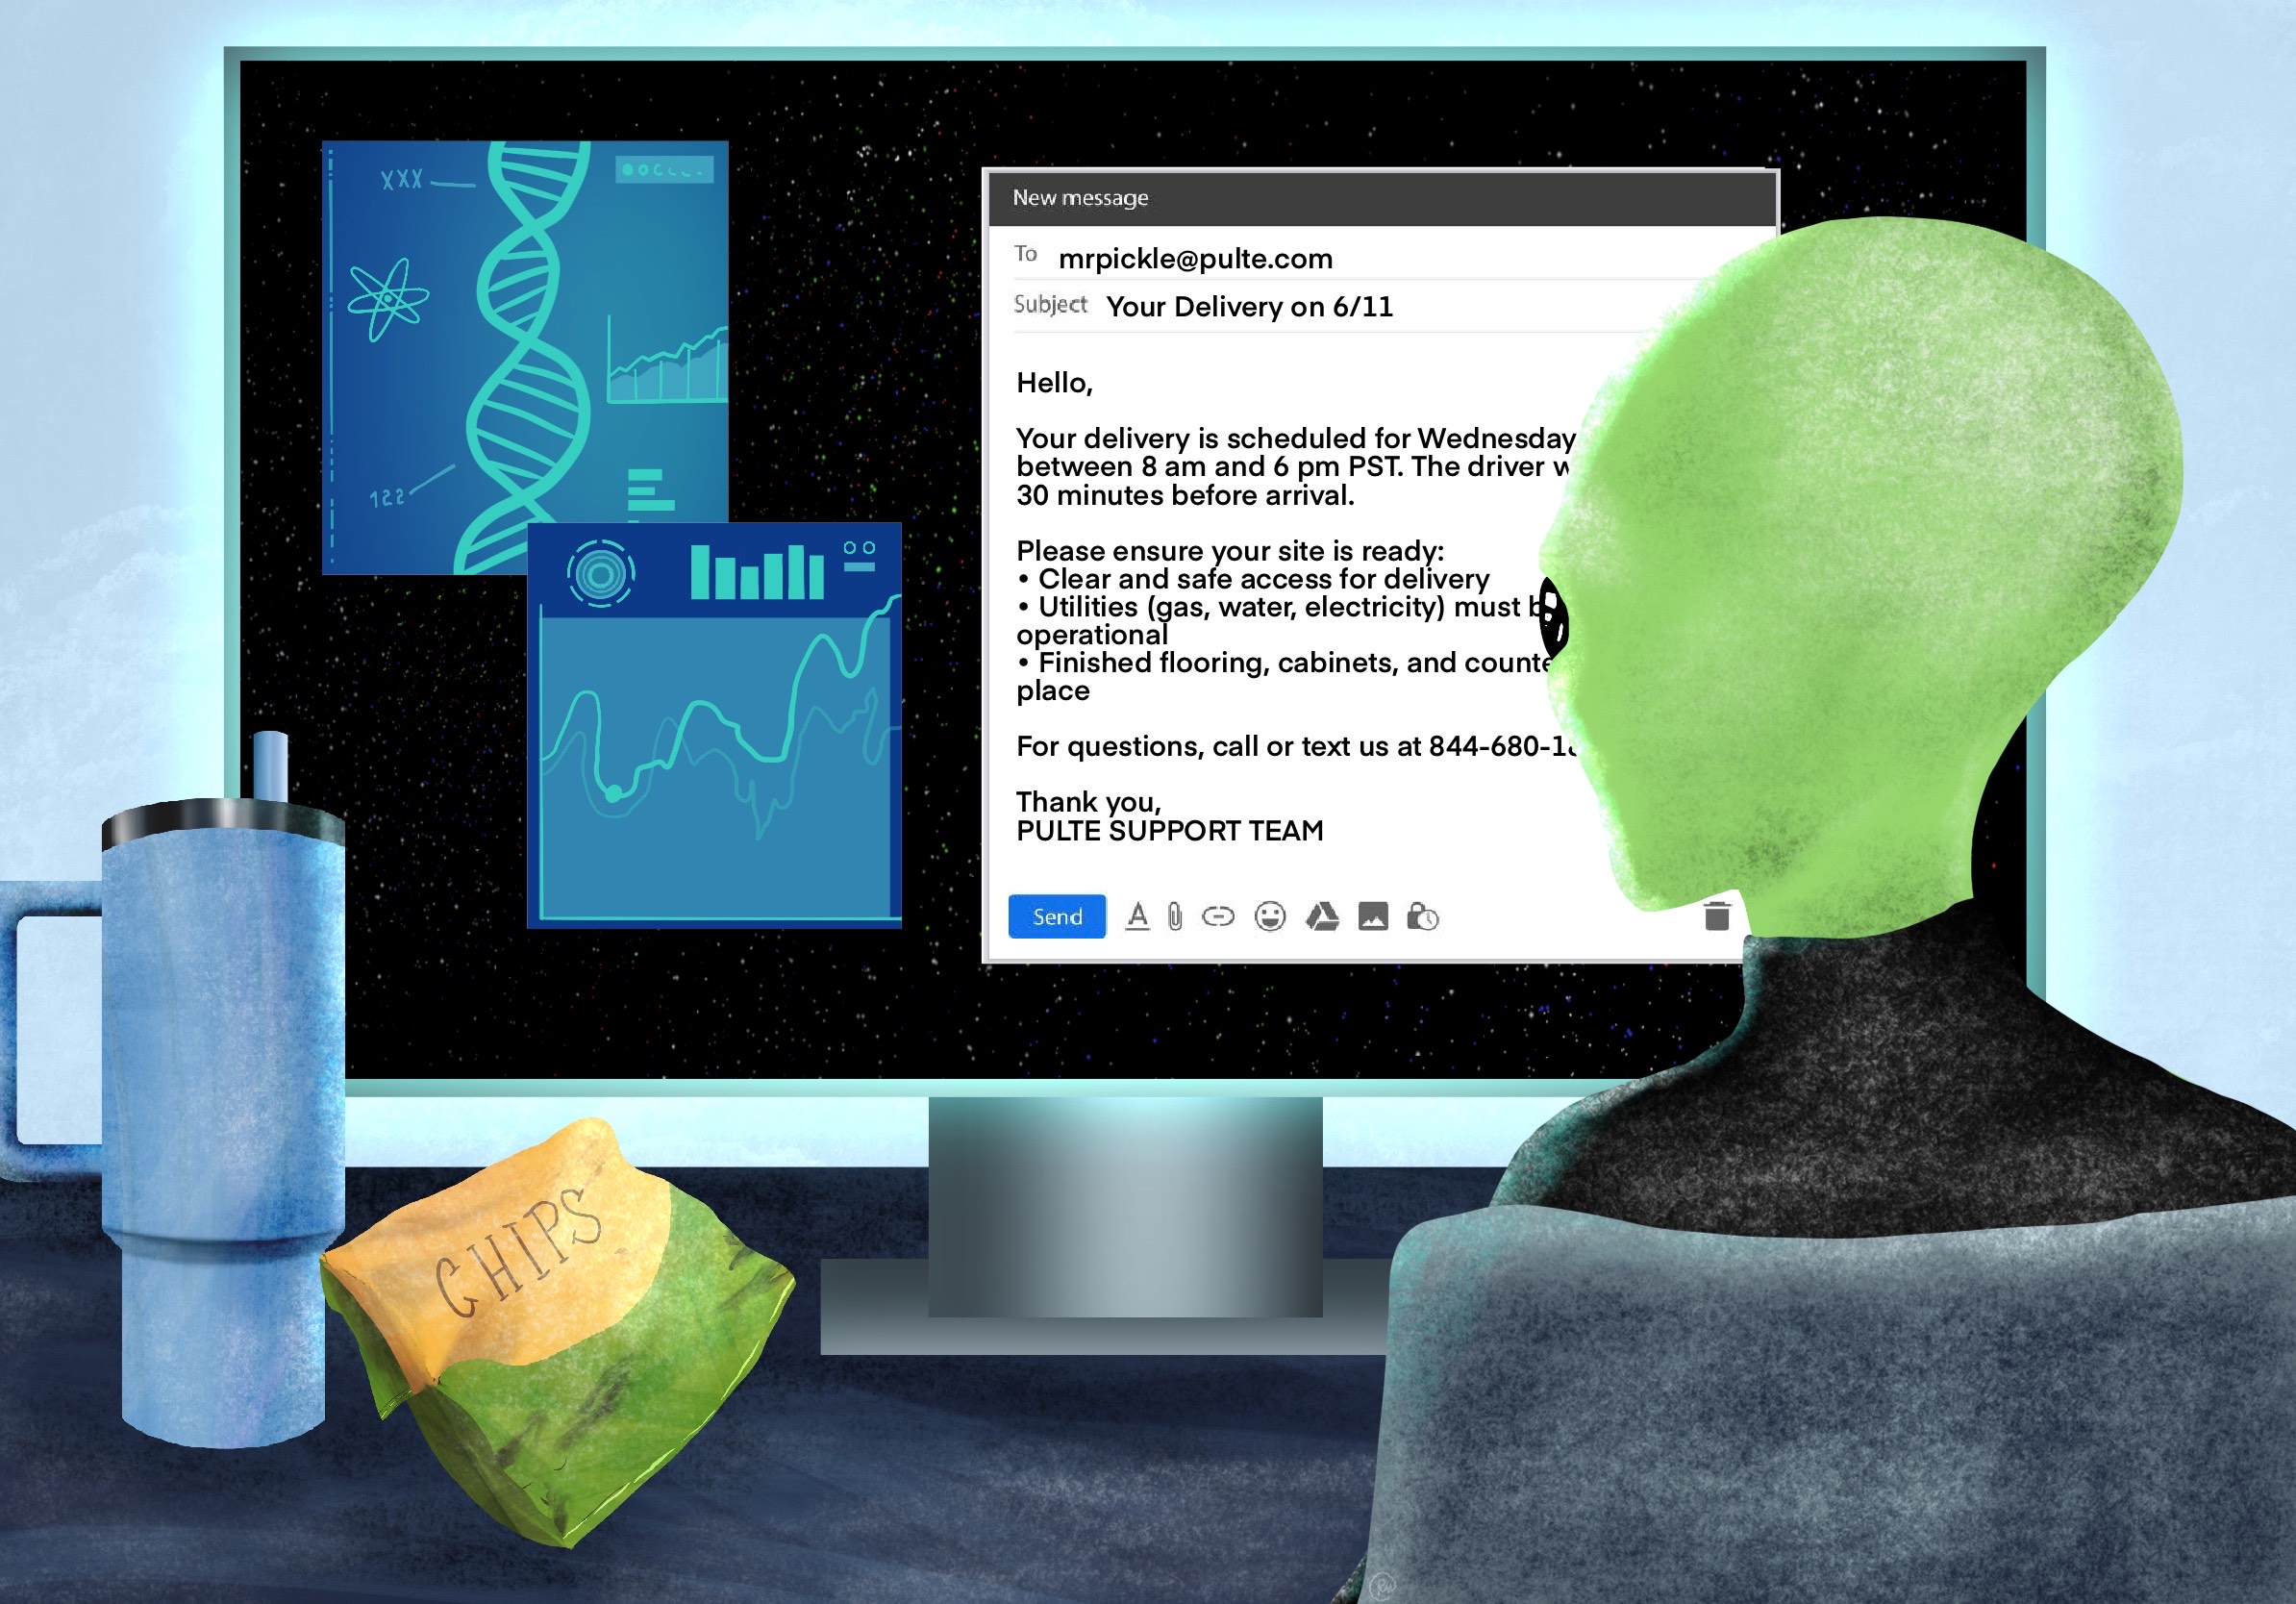 XXX
122
New message
To mrpickle@pulte.com
Subject Your Delivery on 6/11
Hello,
Your delivery is scheduled for Wednesday
between 8 am and 6 pm PST. The driver
30 minutes before arrival.
Please ensure your site is ready:
• Clear and safe access for delivery
• Utilities (gas, water, electricity) must
operational
• Finished flooring, cabinets, and
place
For questions, call or text us at
Thank you,
PULTE SUPPORT TEAM
Send
CHIPS